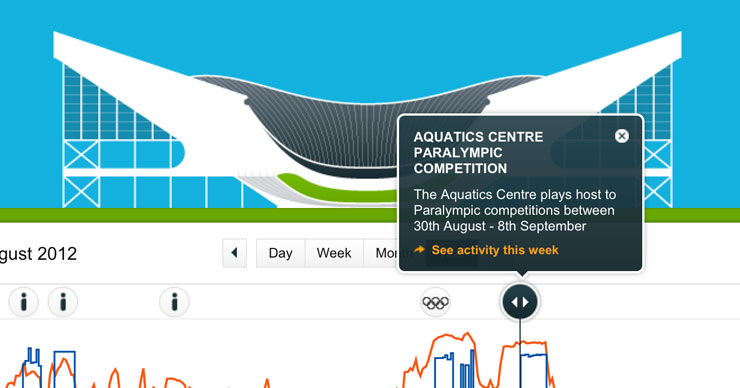 AQUATICS CENTRE
PARALYMPIC
COMPETITION
The Aquatics Centre plays host to
Paralympic competitions between
30th August - 8th September
See activity this week
gust 2012
Day Week Mon
i i i